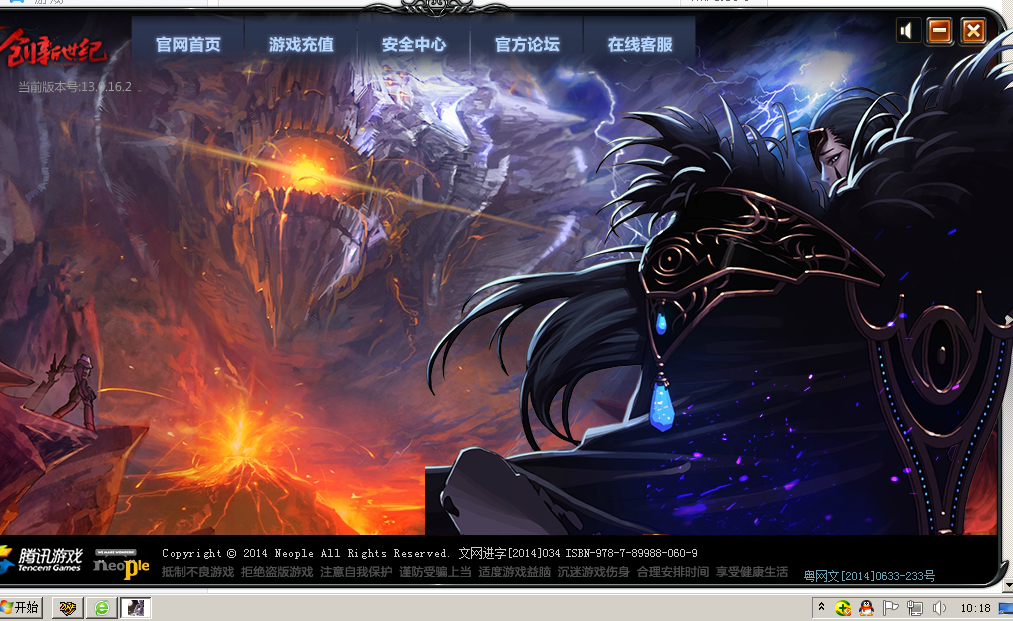 创新世纪
官网首页 游戏充值 安全中心 官方论坛 在线客服
当前版本号:13.0.16.2
腾讯游戏
Tencent Games
WE MAKE WONDERS!
neople
Copyright © 2014 Neople All Rights Reserved. 文网进字[2014]034 ISBN-978-7-89988-060-9
抵制不良游戏 拒绝盗版游戏 注意自我保护 谨防受骗上当 适度游戏益脑 沉迷游戏伤身 合理安排时间 享受健康生活
粤网文[2014]0633-233号
开始
10:18